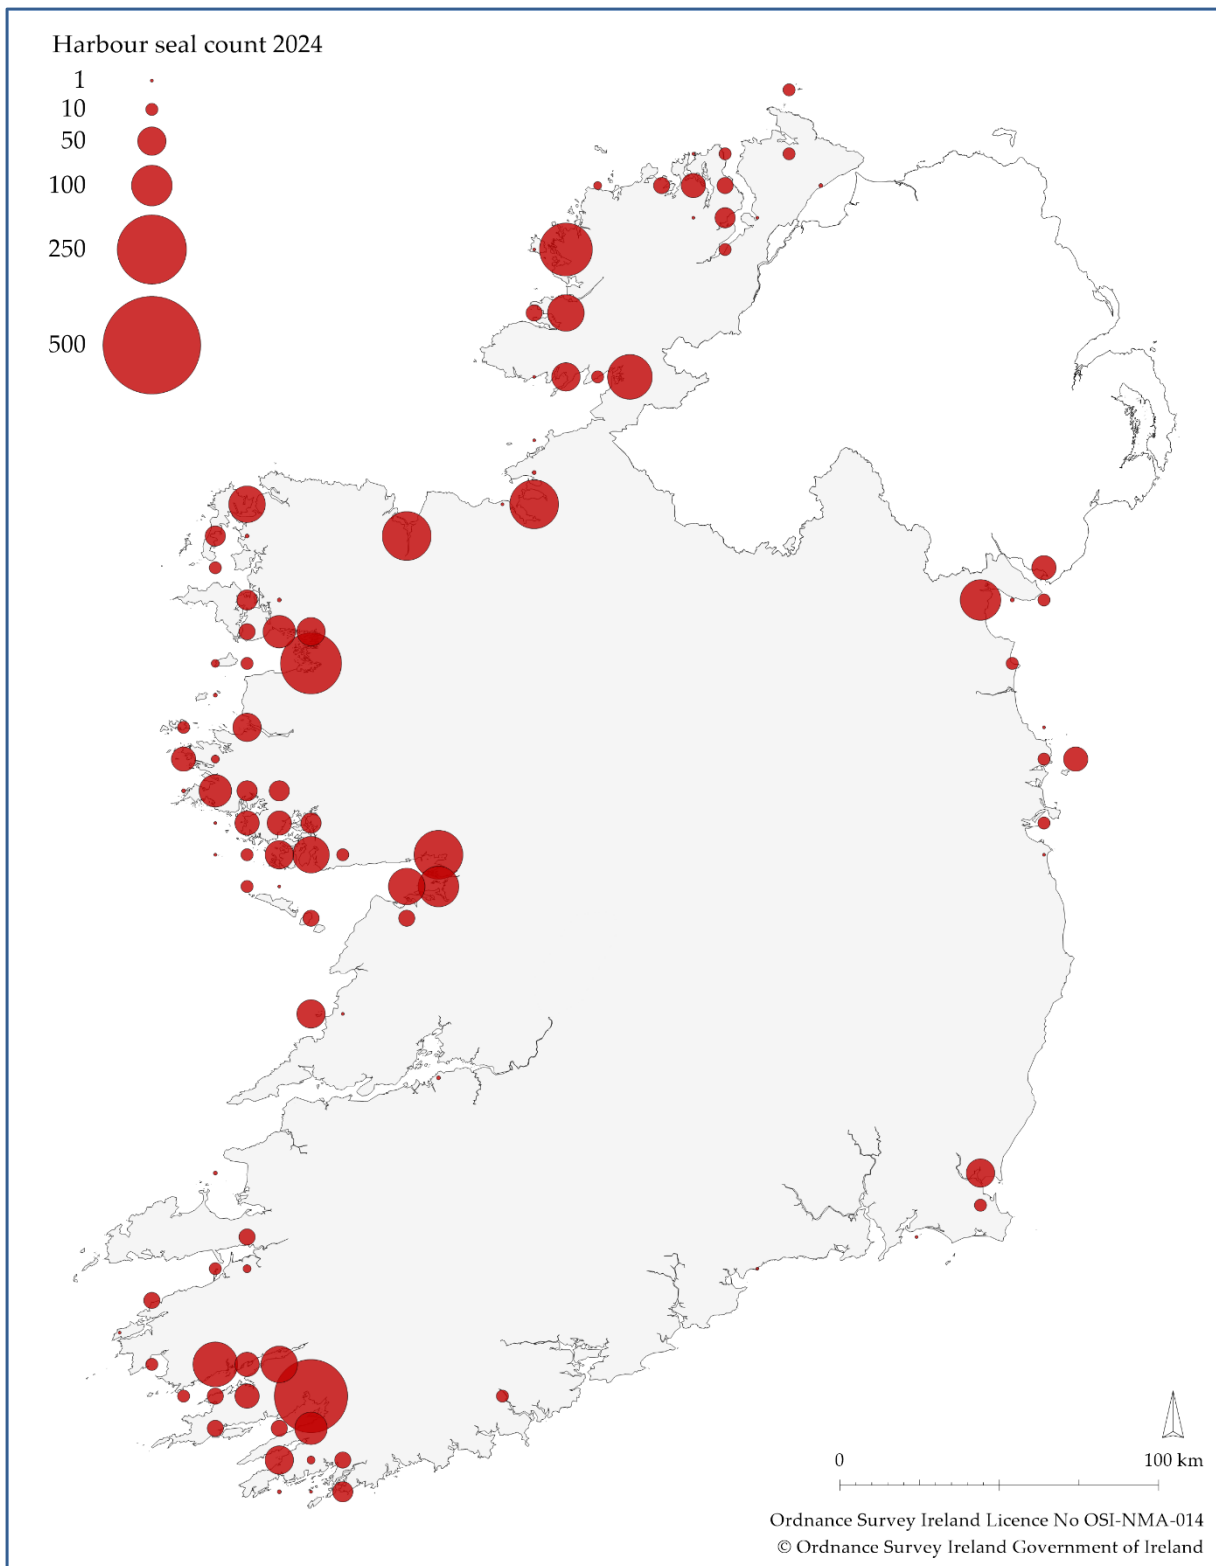 Harbour seal count 2024
1
10
50
100
250
500
0 100 km
Ordnance Survey Ireland Licence No OSI-NMA-014
© Ordnance Survey Ireland Government of Ireland